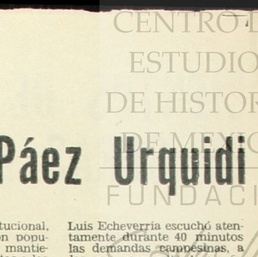 CENTRO D
ESTUDIO
DE HISTOR
DE MEXIC
FUNDACI
Páez Urquidi
tucional,
n popu-
mantie-
Luis Echeverría escuchó aten-
tamente durante 40 minutos
las demandas campesinas, a